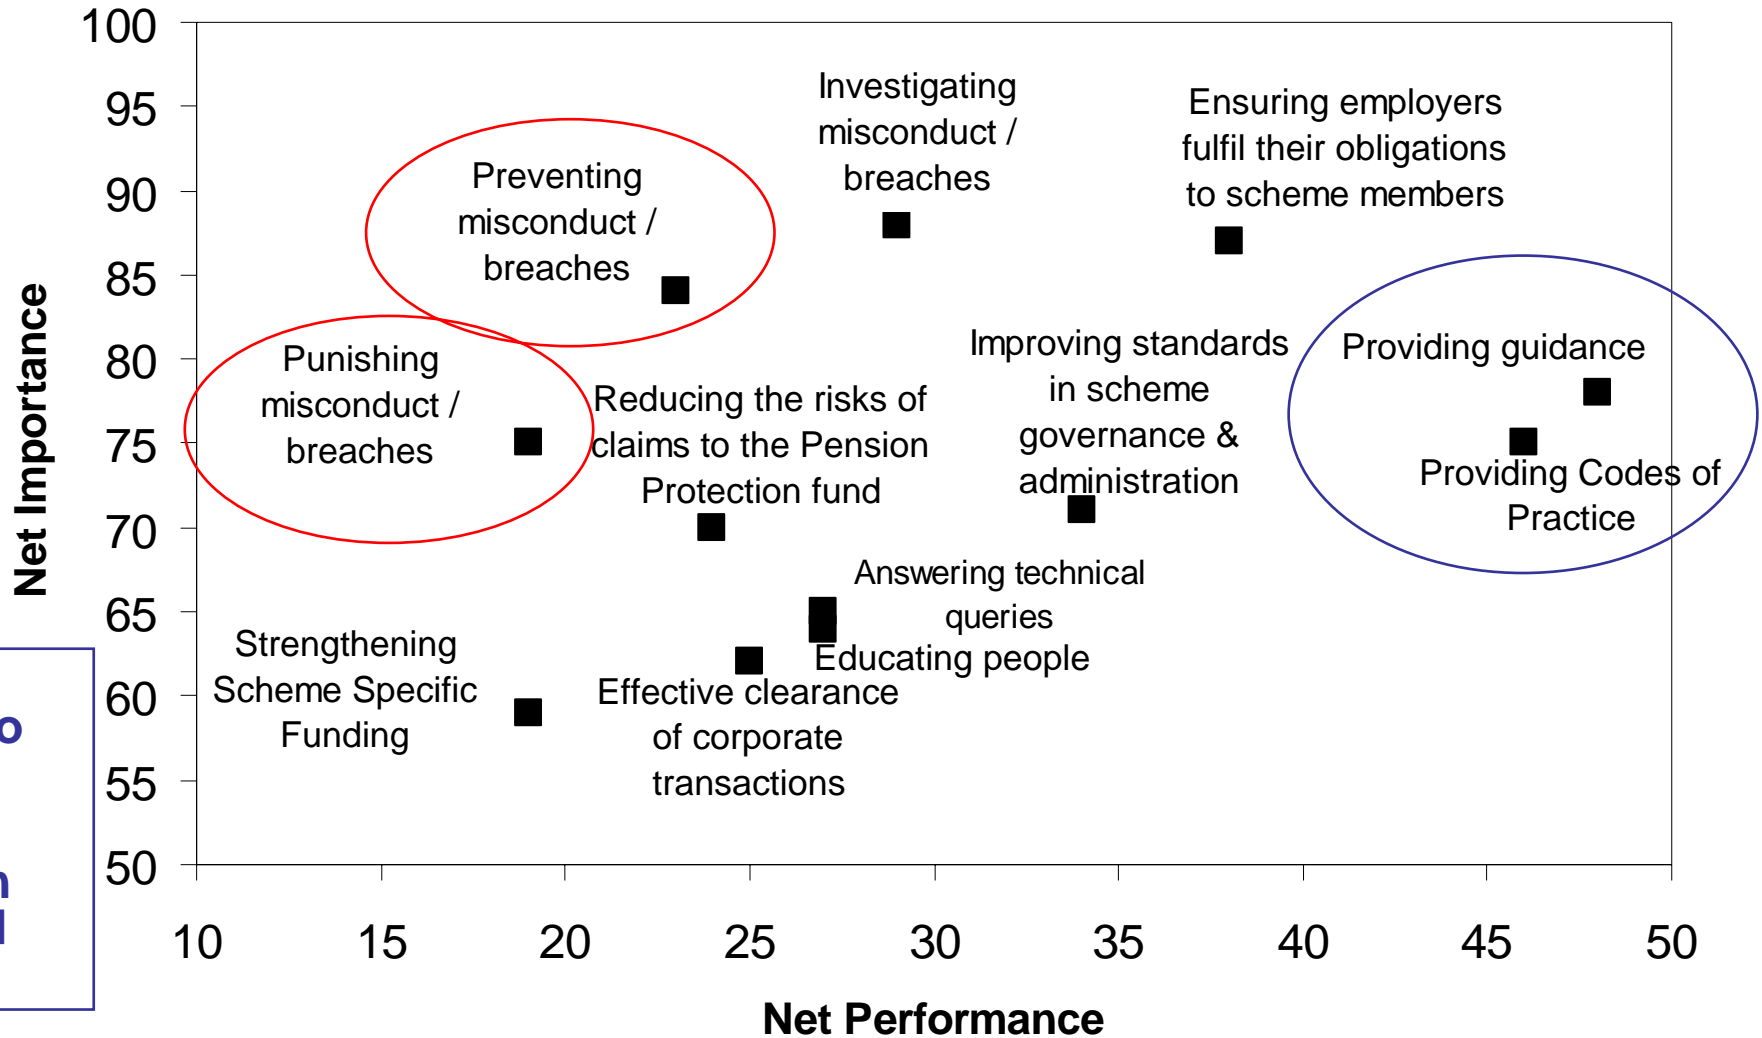 100
95
90
85
80
75
70
65
60
55
50
Net Importance
Investigating
misconduct /
breaches
Ensuring employers
fulfil their obligations
to scheme members
Preventing
misconduct /
breaches
Punishing
misconduct /
breaches
Reducing the risks of
claims to the Pension
Protection fund
Improving standards
in scheme
governance &
administration
Providing guidance
Providing Codes of
Practice
Answering technical
queries
Educating people
Strengthening
Scheme Specific
Funding
Effective clearance
of corporate
transactions
10 15 20 25 30 35 40 45 50
Net Performance